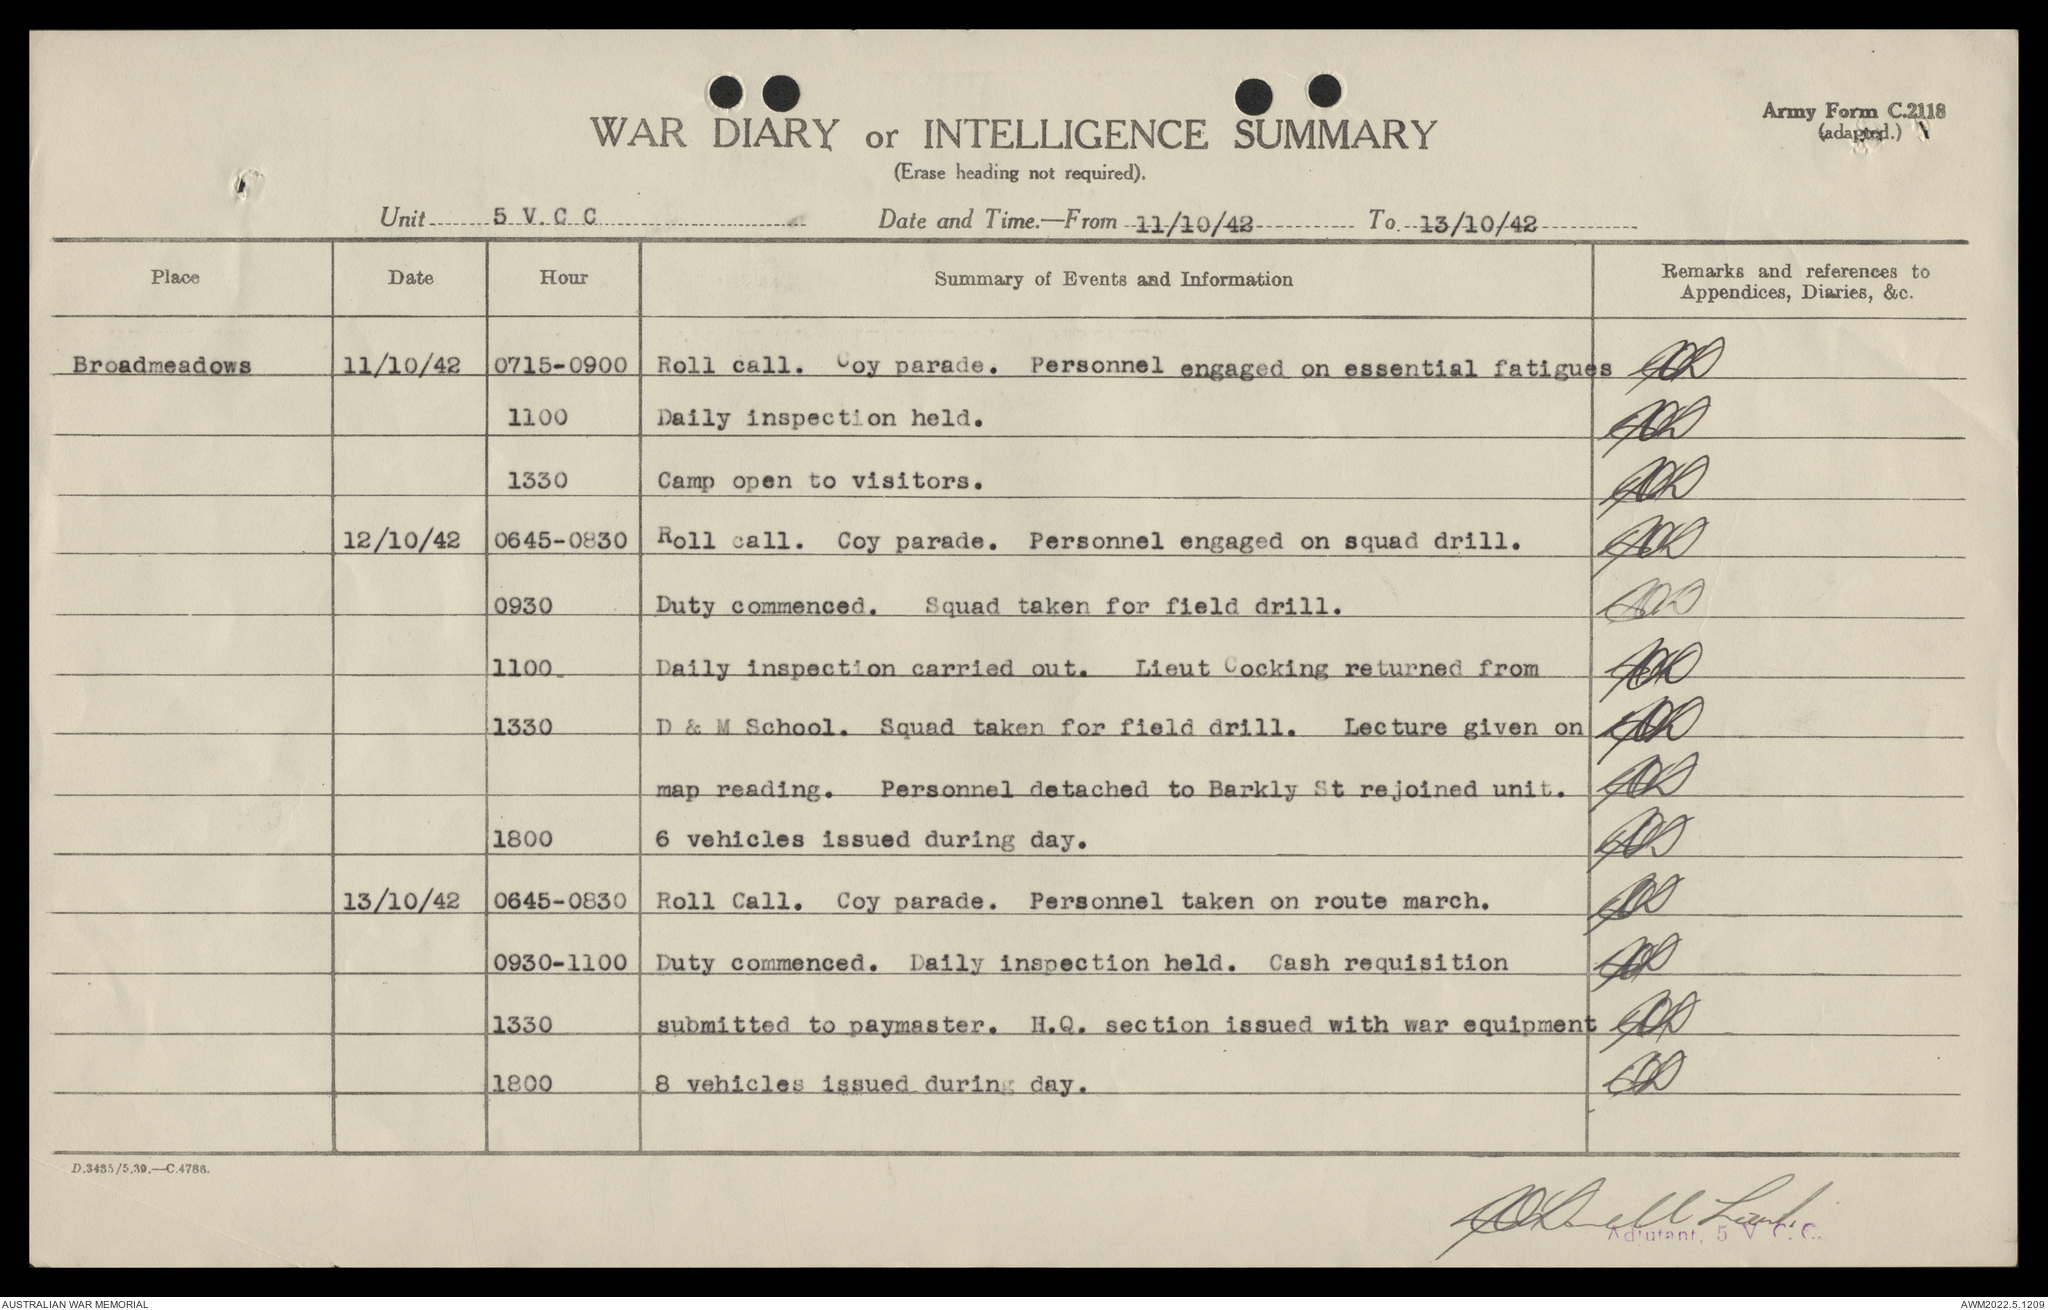 Army Form C.2118
(adapted.)
WAR DIARY or INTELLIGENCE SUMMARY
(Erase heading not required).
Unit 5 V.C C Date and Time.—From 11/10/42 To 13/10/42
Place Date Hour Summary of Events and Information Remarks and references to
Appendices, Diaries, &c.
Broadmeadows 11/10/42 0715-0900 Roll call. Coy parade. Personnel engaged on essential fatigues
1100 Daily inspection held.
1330 Camp open to visitors.
12/10/42 0645-0830 Roll call. Coy parade. Personnel engaged on squad drill.
0930 Duty commenced. Squad taken for field drill.
1100 Daily inspection carried out. Lieut Cocking returned from
1330 D & M School. Squad taken for field drill. Lecture given on
map reading. Personnel detached to Barkly St rejoined unit.
1800 6 vehicles issued during day.
13/10/42 0645-0830 Roll Call. Coy parade. Personnel taken on route march.
0930-1100 Duty commenced. Daily inspection held. Cash requisition
1330 submitted to paymaster. H.Q. section issued with war equipment
1800 8 vehicles issued during day.
D.3435/5.39.—C.4786.
Lieut.
Adjutant, 5 V C.C.
AUSTRALIAN WAR MEMORIAL AWM2022.5.1209